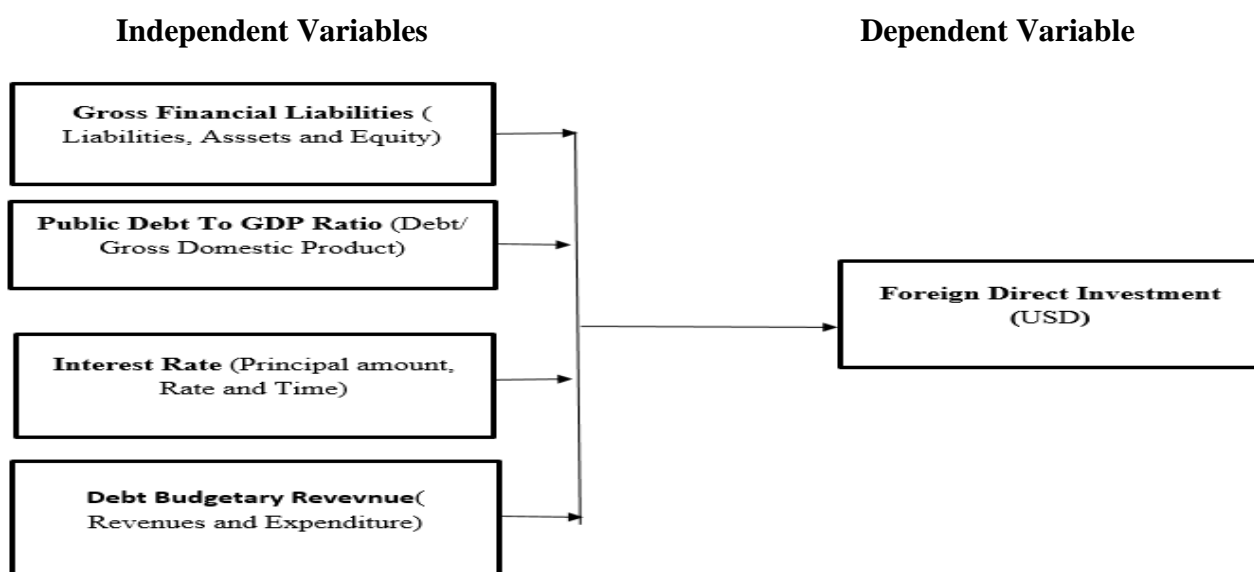 Independent Variables
Dependent Variable
Gross Financial Liabilities (
Liabilities, Asssets and Equity)
Public Debt To GDP Ratio (Debt/
Gross Domestic Product)
Interest Rate (Principal amount,
Rate and Time)
Debt Budgetary Revevnue(
Revenues and Expenditure)
Foreign Direct Investment
(USD)